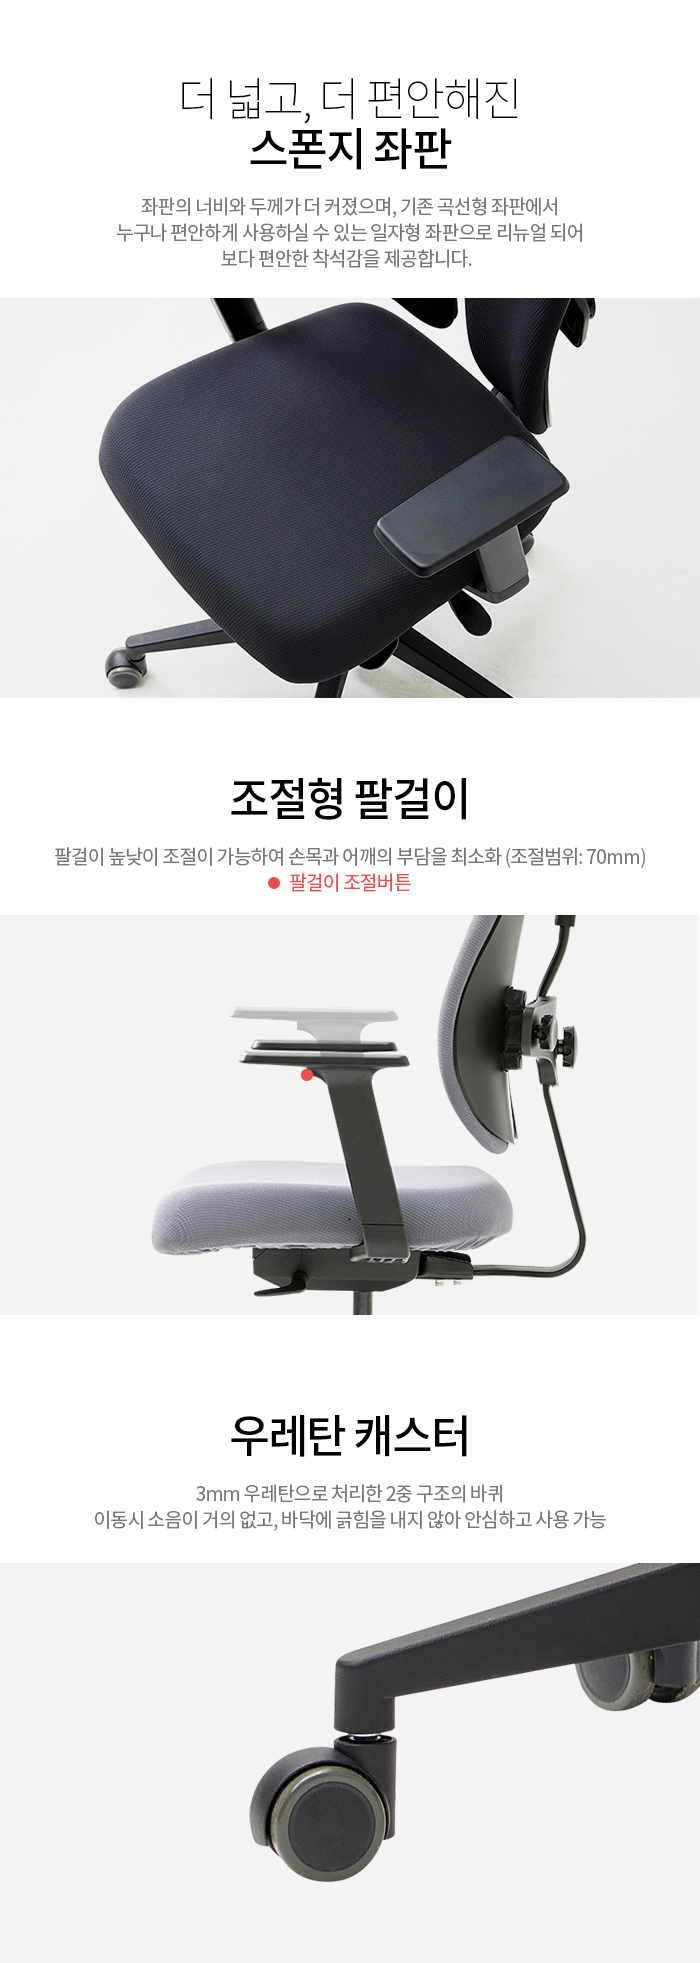 더 넓고, 더 편안해진
스폰지 좌판
좌판의 너비와 두께가 더 커졌으며, 기존 곡선형 좌판에서
누구나 편안하게 사용하실 수 있는 일자형 좌판으로 리뉴얼 되어
보다 편안한 착석감을 제공합니다.
조절형 팔걸이
팔걸이 높낮이 조절이 가능하여 손목과 어깨의 부담을 최소화 (조절범위: 70mm)
팔걸이 조절버튼
우레탄 캐스터
3mm 우레탄으로 처리한 2중 구조의 바퀴
이동시 소음이 거의 없고, 바닥에 긁힘을 내지 않아 안심하고 사용 가능